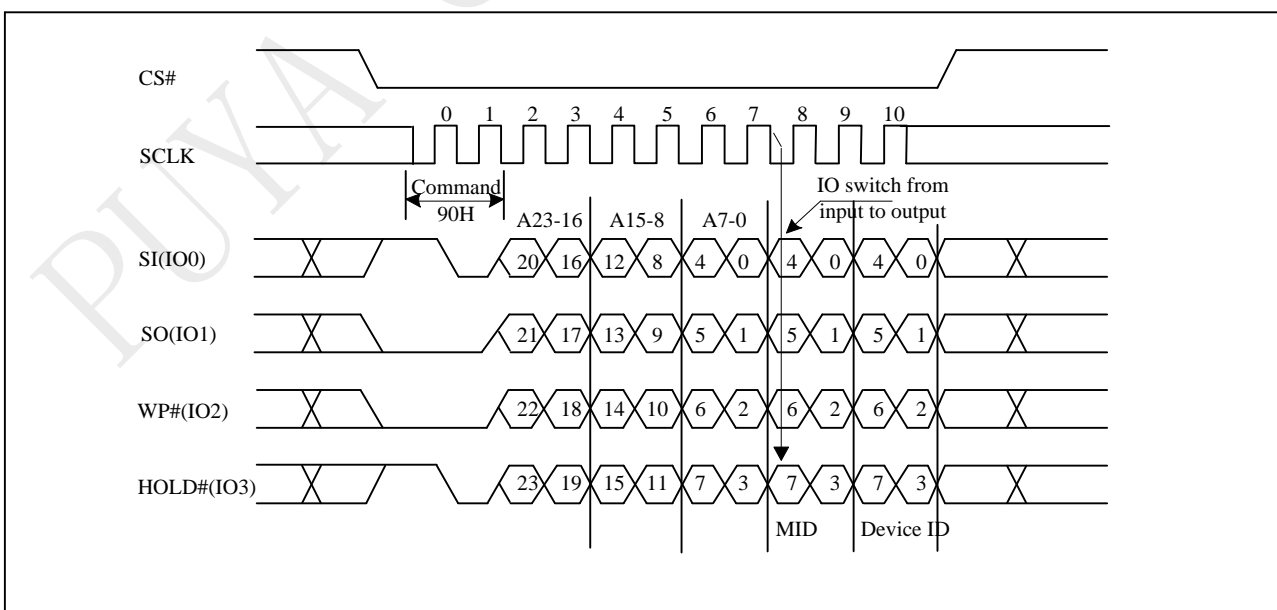 PUYA
CS#
0 1 2 3 4 5 6 7 8 9 10
SCLK
Command
90H
IO switch from
input to output
A23-16 A15-8 A7-0
SI(IO0) 20 16 12 8 4 0 4 0 4 0
SO(IO1) 21 17 13 9 5 1 5 1 5 1
WP#(IO2) 22 18 14 10 6 2 6 2 6 2
HOLD#(IO3) 23 19 15 11 7 3 7 3 7 3
MID Device ID